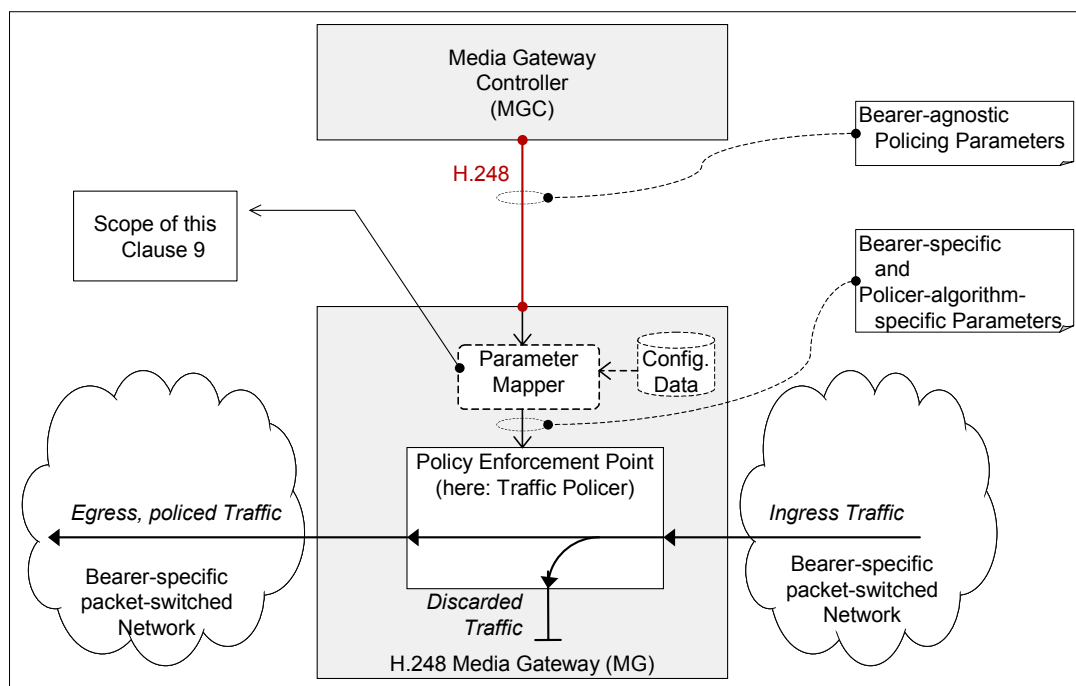 Media Gateway
Controller
(MGC)
Bearer-agnostic
Policing Parameters
H.248
Scope of this
Clause 9
Bearer-specific
and
Policer-algorithm-
specific Parameters
Parameter
Mapper
Config.
Data
Policy Enforcement Point
(here: Traffic Policer)
Egress, policed Traffic
Ingress Traffic
Bearer-specific
packet-switched
Network
Bearer-specific
packet-switched
Network
Discarded
Traffic
H.248 Media Gateway (MG)